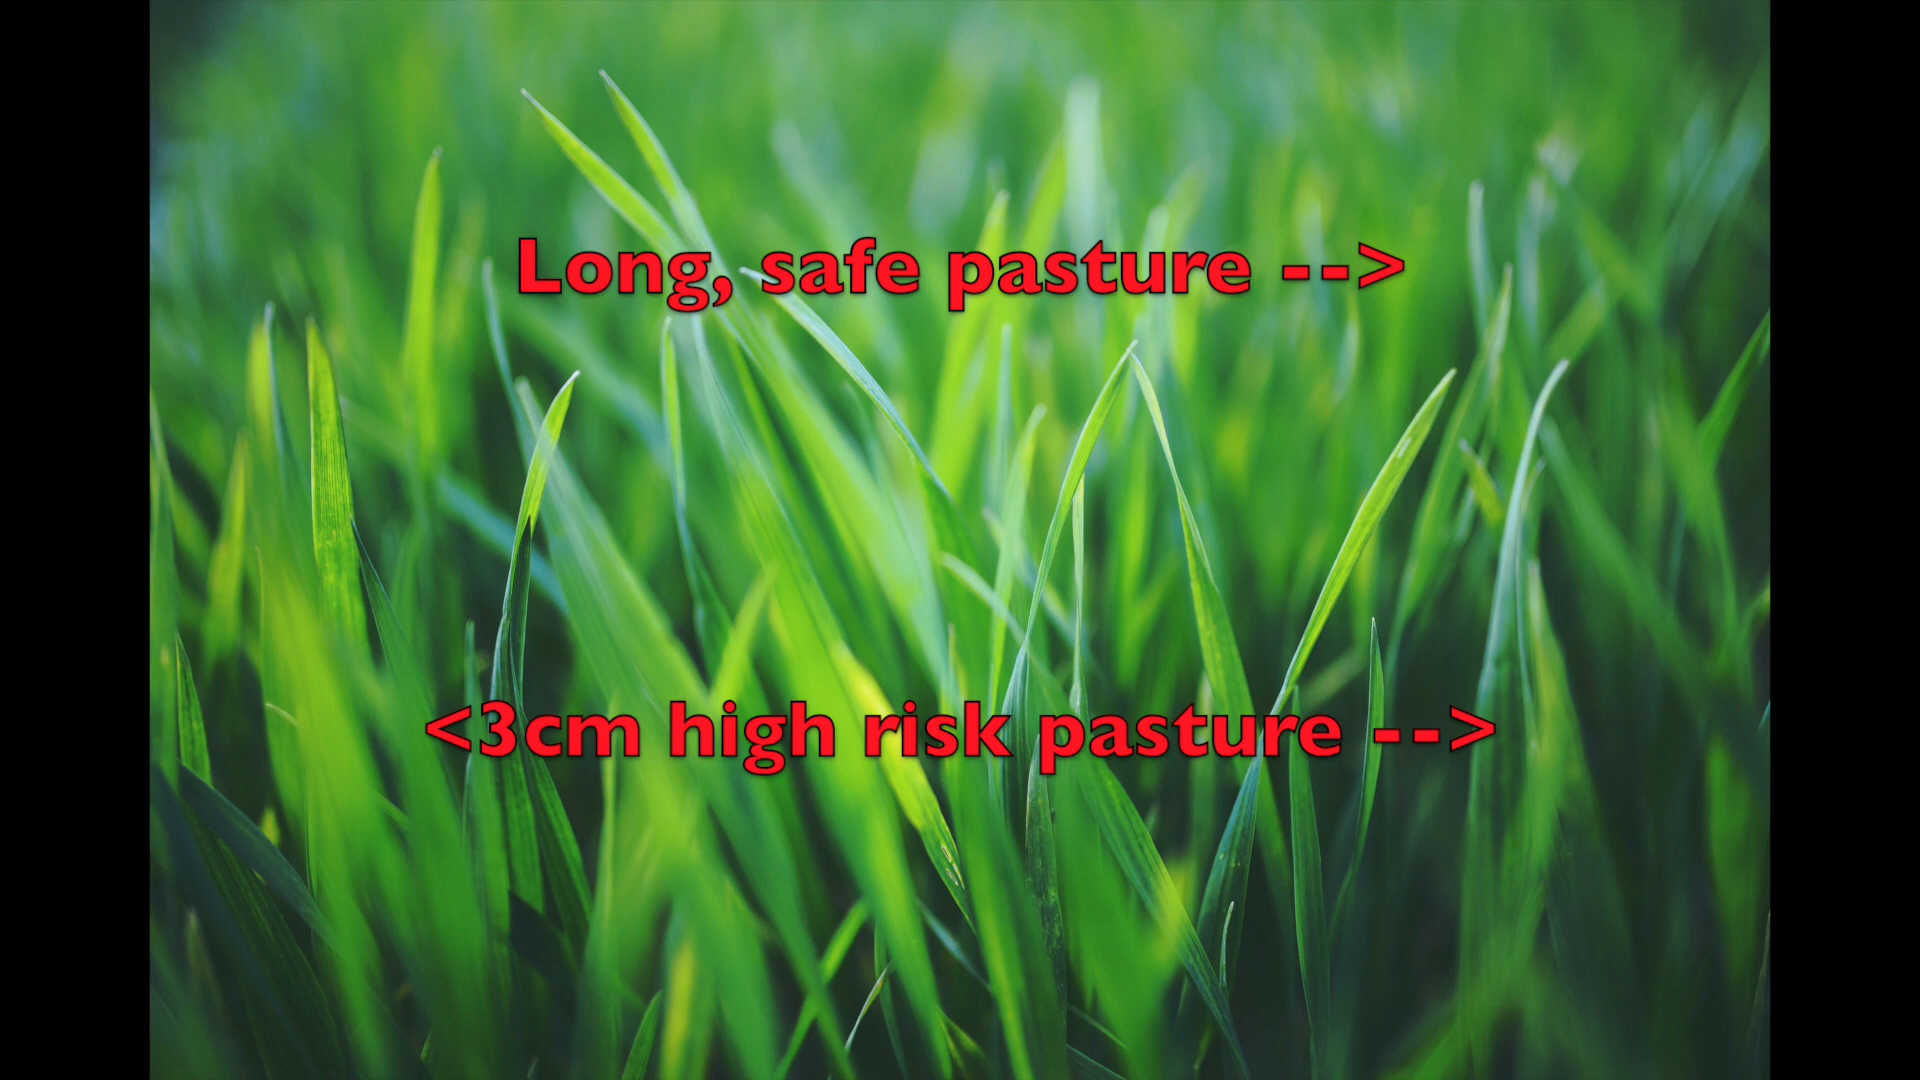 Long, safe pasture -->
<3cm high risk pasture -->